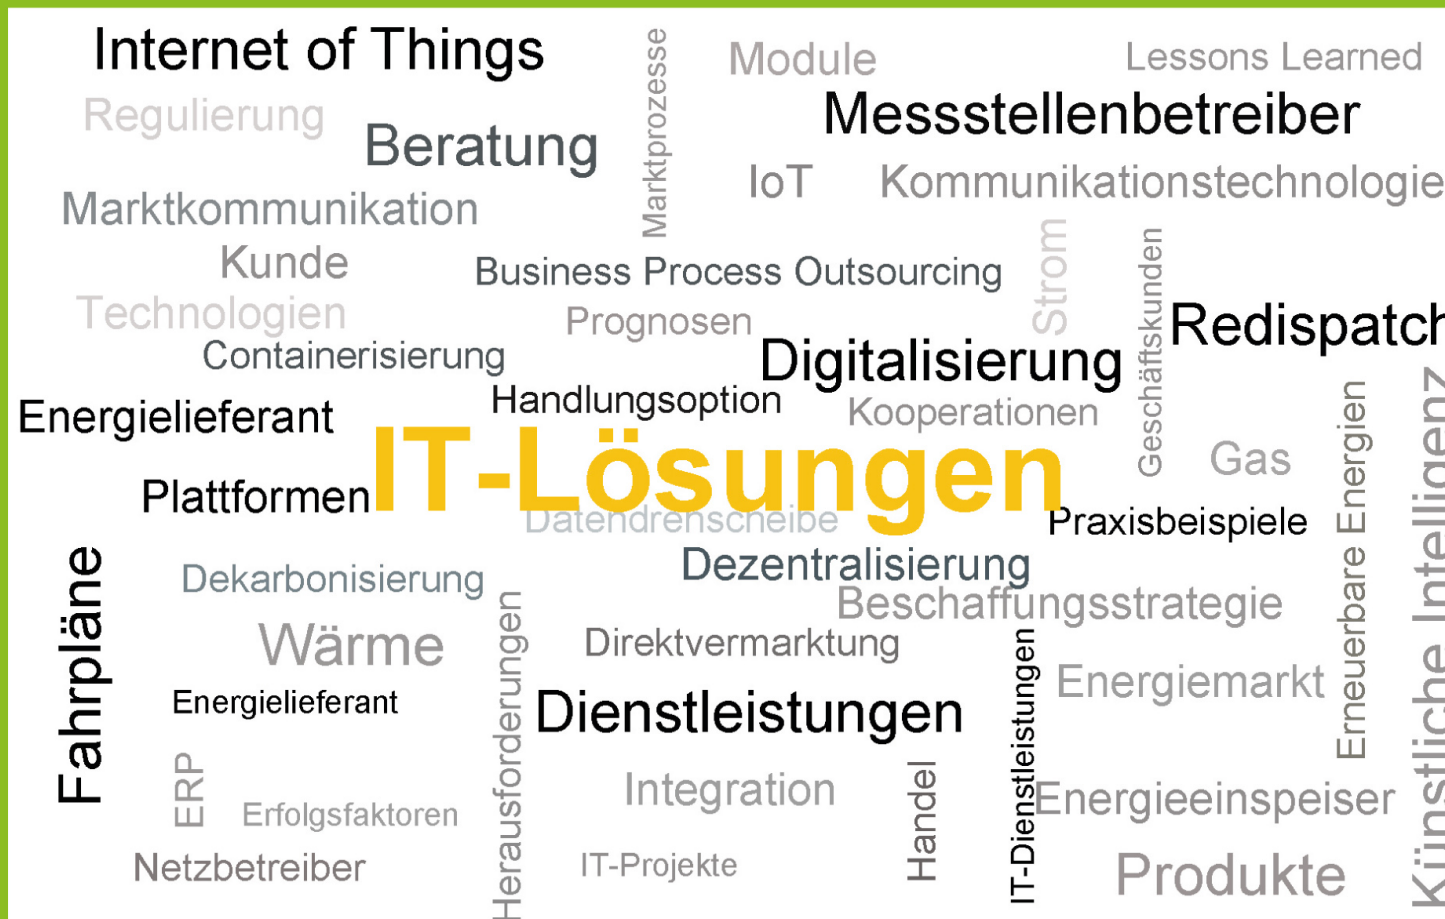 Internet of Things
Marktprozesse
Module
Lessons Learned
Regulierung
Beratung
Messstellenbetreiber
Marktkommunikation
IoT
Kommunikationstechnologie
Kunde
Business Process Outsourcing
Strom
Geschäftskunden
Technologien
Prognosen
Redispatch
Containerisierung
Digitalisierung
Energielieferant
Handlungsoption
Kooperationen
Erneuerbare Energien
Künstliche Intelligenz
IT-Lösungen
Gas
Plattformen
Datendrehscheibe
Praxisbeispiele
Fahrpläne
Dekarbonisierung
Dezentralisierung
Beschaffungsstrategie
Herausforderungen
Wärme
Direktvermarktung
IT-Dienstleistungen
Energiemarkt
Energielieferant
Dienstleistungen
ERP
Integration
Handel
Energieeinspeiser
Erfolgsfaktoren
Netzbetreiber
IT-Projekte
Produkte